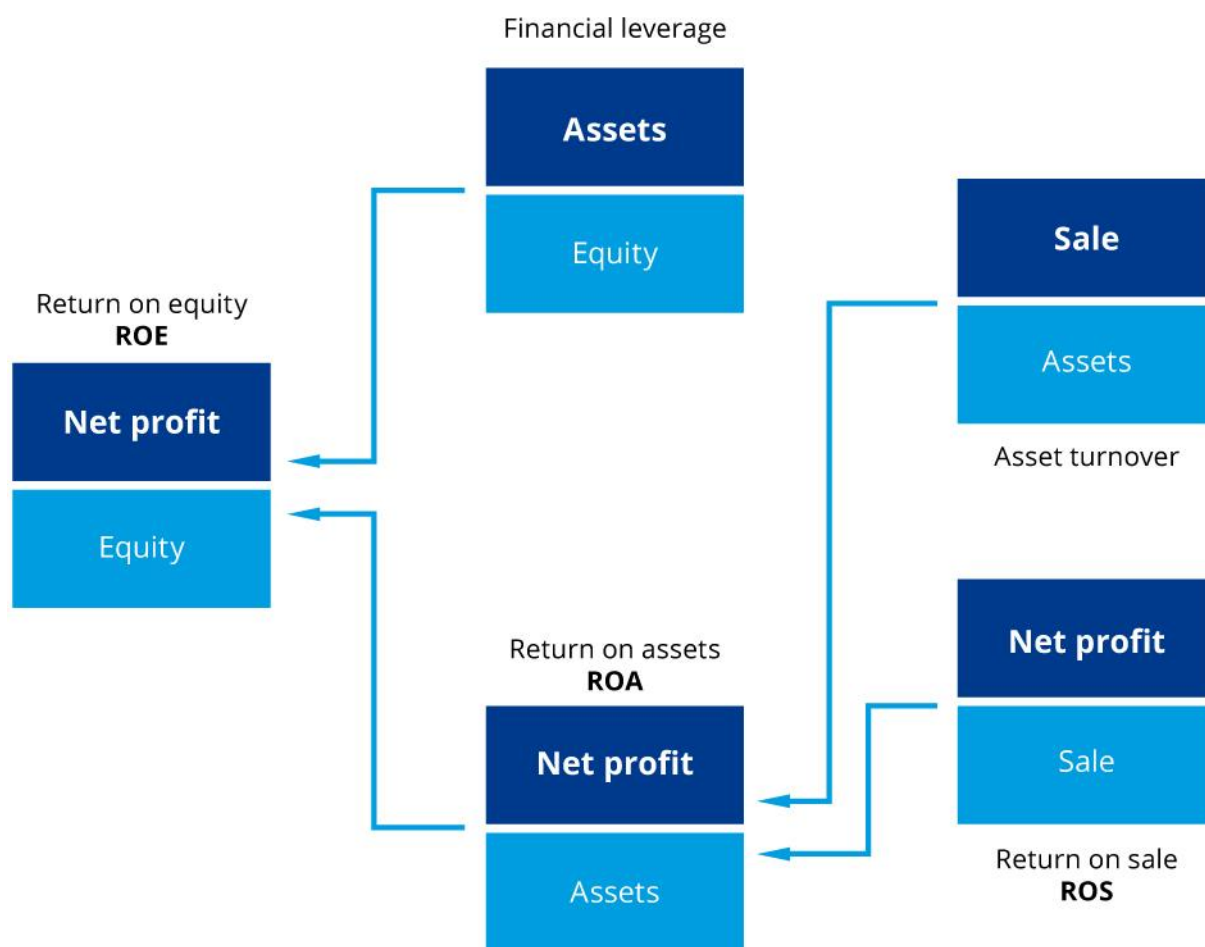 Financial leverage
Assets
Equity
Sale
Assets
Asset turnover
Return on equity
ROE
Net profit
Equity
Return on assets
ROA
Net profit
Assets
Net profit
Sale
Return on sale
ROS